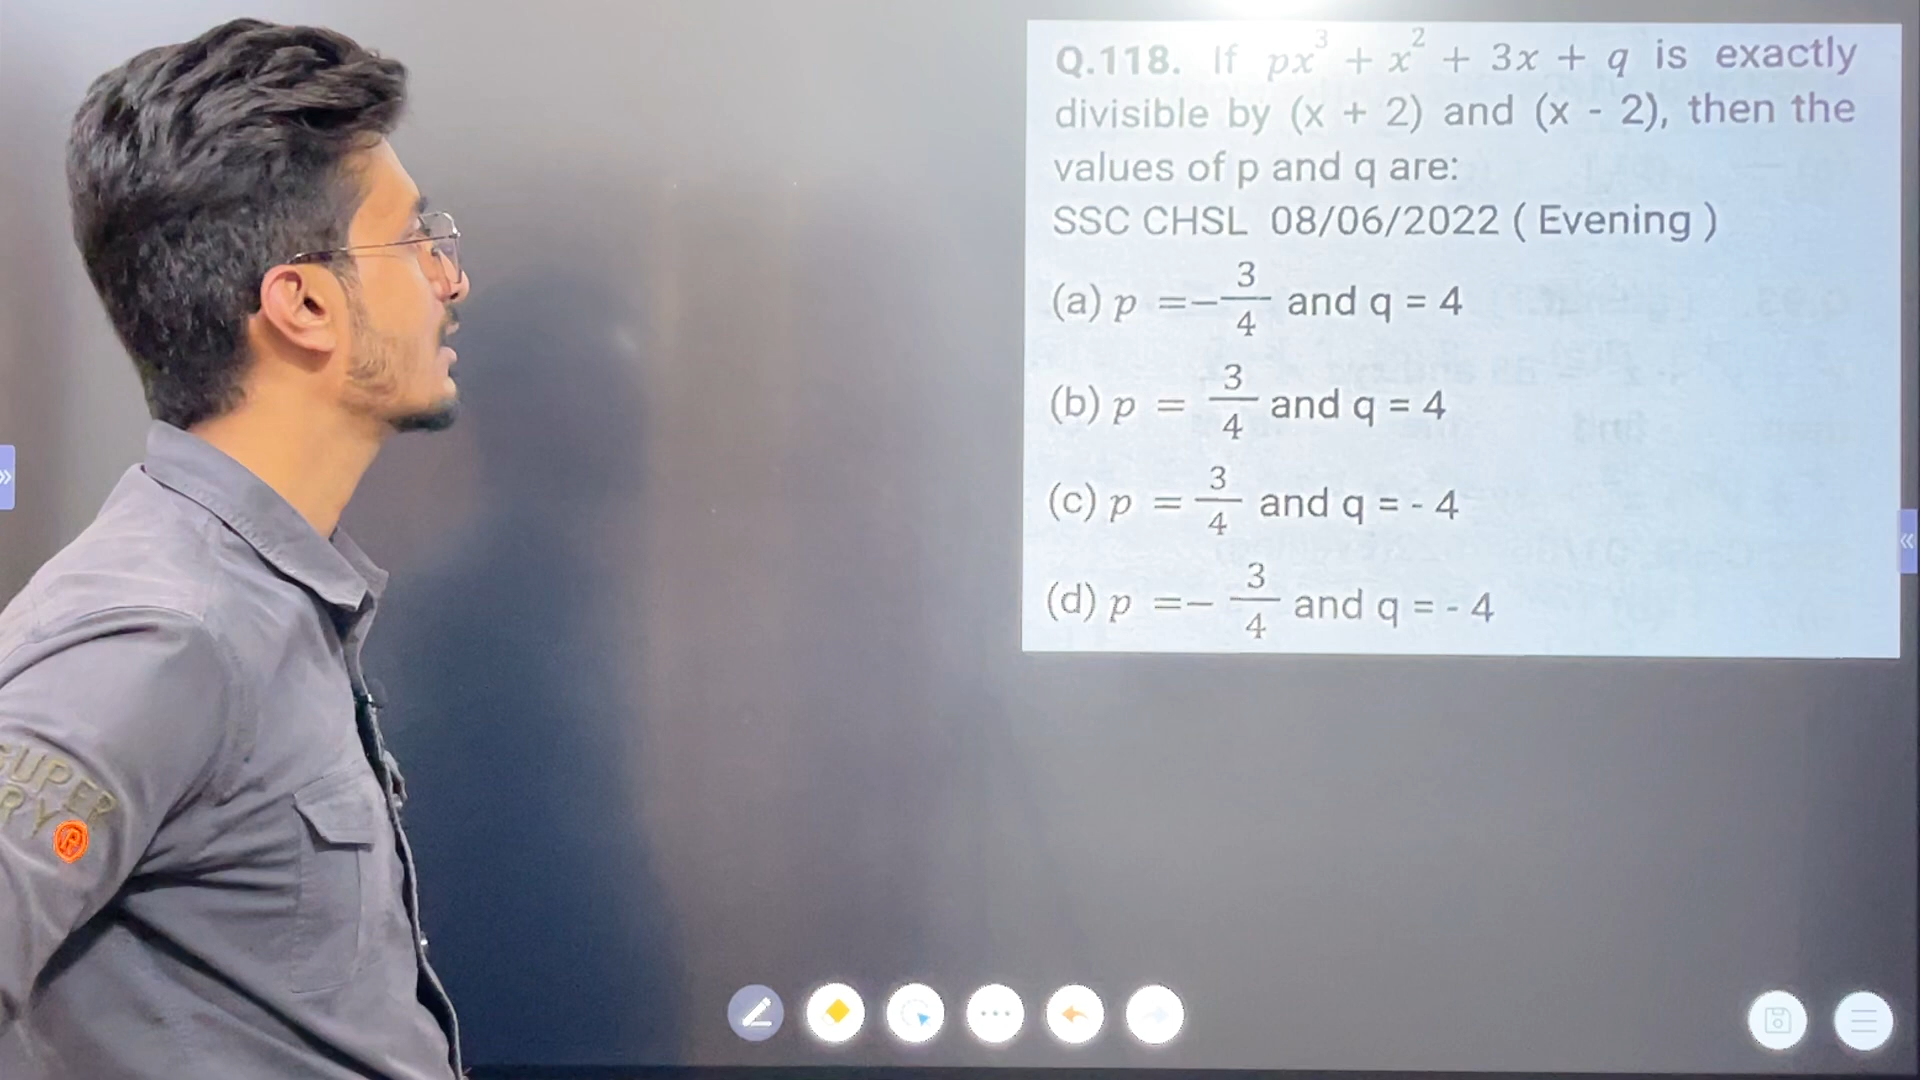 Q.118. If px³ + x² + 3x + q is exactly
divisible by (x + 2) and (x - 2), then the
values of p and q are:
SSC CHSL 08/06/2022 ( Evening )
(a) p = -3/4 and q = 4
(b) p = 3/4 and q = 4
(c) p = 3/4 and q = - 4
(d) p = - 3/4 and q = - 4
SUPER
RY